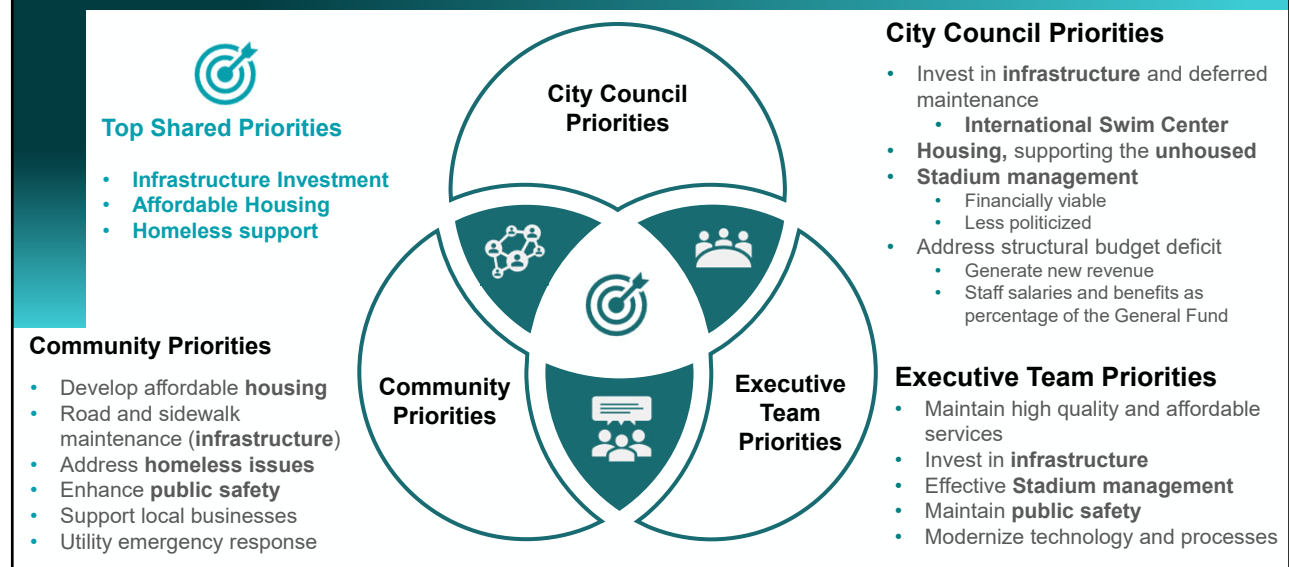 Top Shared Priorities
• Infrastructure Investment
• Affordable Housing
• Homeless support
City Council
Priorities
Community
Priorities
Executive
Team
Priorities
City Council Priorities
• Invest in infrastructure and deferred
maintenance
• International Swim Center
• Housing, supporting the unhoused
• Stadium management
• Financially viable
• Less politicized
• Address structural budget deficit
• Generate new revenue
• Staff salaries and benefits as
percentage of the General Fund
Community Priorities
• Develop affordable housing
• Road and sidewalk
maintenance (infrastructure)
• Address homeless issues
• Enhance public safety
• Support local businesses
• Utility emergency response
Executive Team Priorities
• Maintain high quality and affordable
services
• Invest in infrastructure
• Effective Stadium management
• Maintain public safety
• Modernize technology and processes